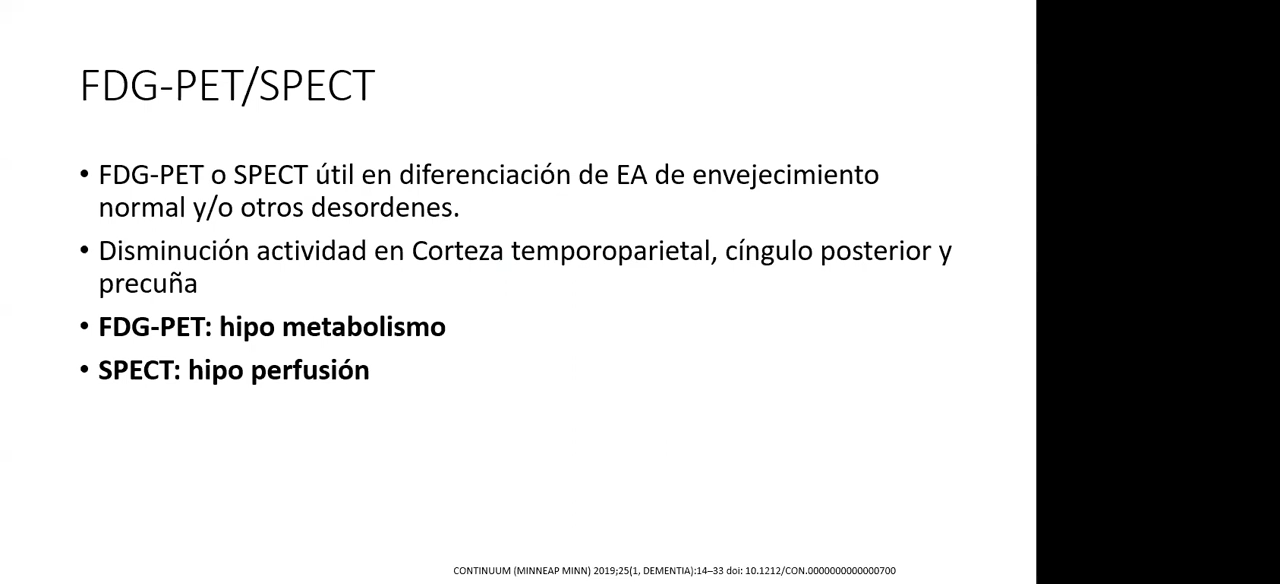 FDG-PET/SPECT
• FDG-PET o SPECT útil en diferenciación de EA de envejecimiento
normal y/o otros desordenes.
• Disminución actividad en Corteza temporoparietal, cíngulo posterior y
precuña
• FDG-PET: hipo metabolismo
• SPECT: hipo perfusión
CONTINUUM (MINNEAP MINN) 2019;25(1, DEMENTIA):14–33 doi: 10.1212/CON.0000000000000700